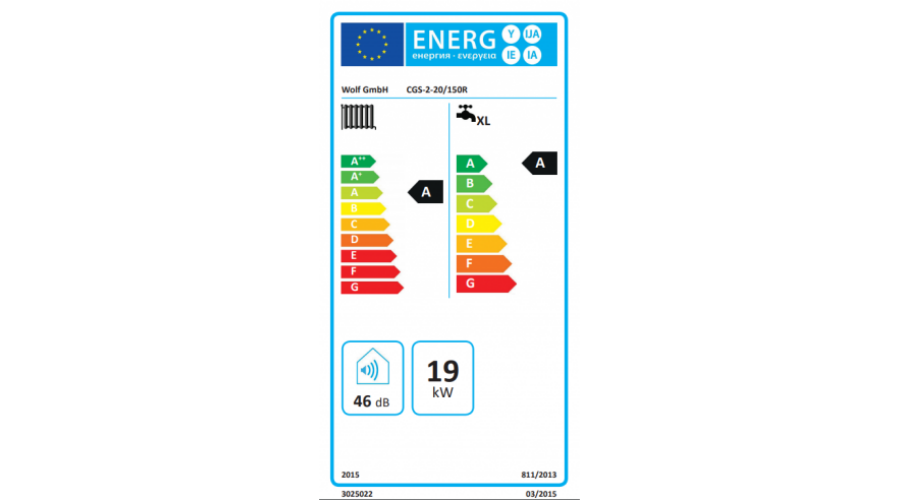 ENERG Y IJA
енергия · ενεργεια IE IA
Wolf GmbH CGS-2-20/150R
XL
A++
A+
A
B
C
D
E
F
G
A
A
B
C
D
E
F
G
A
46 dB
19
kW
2015 811/2013
3025022 03/2015